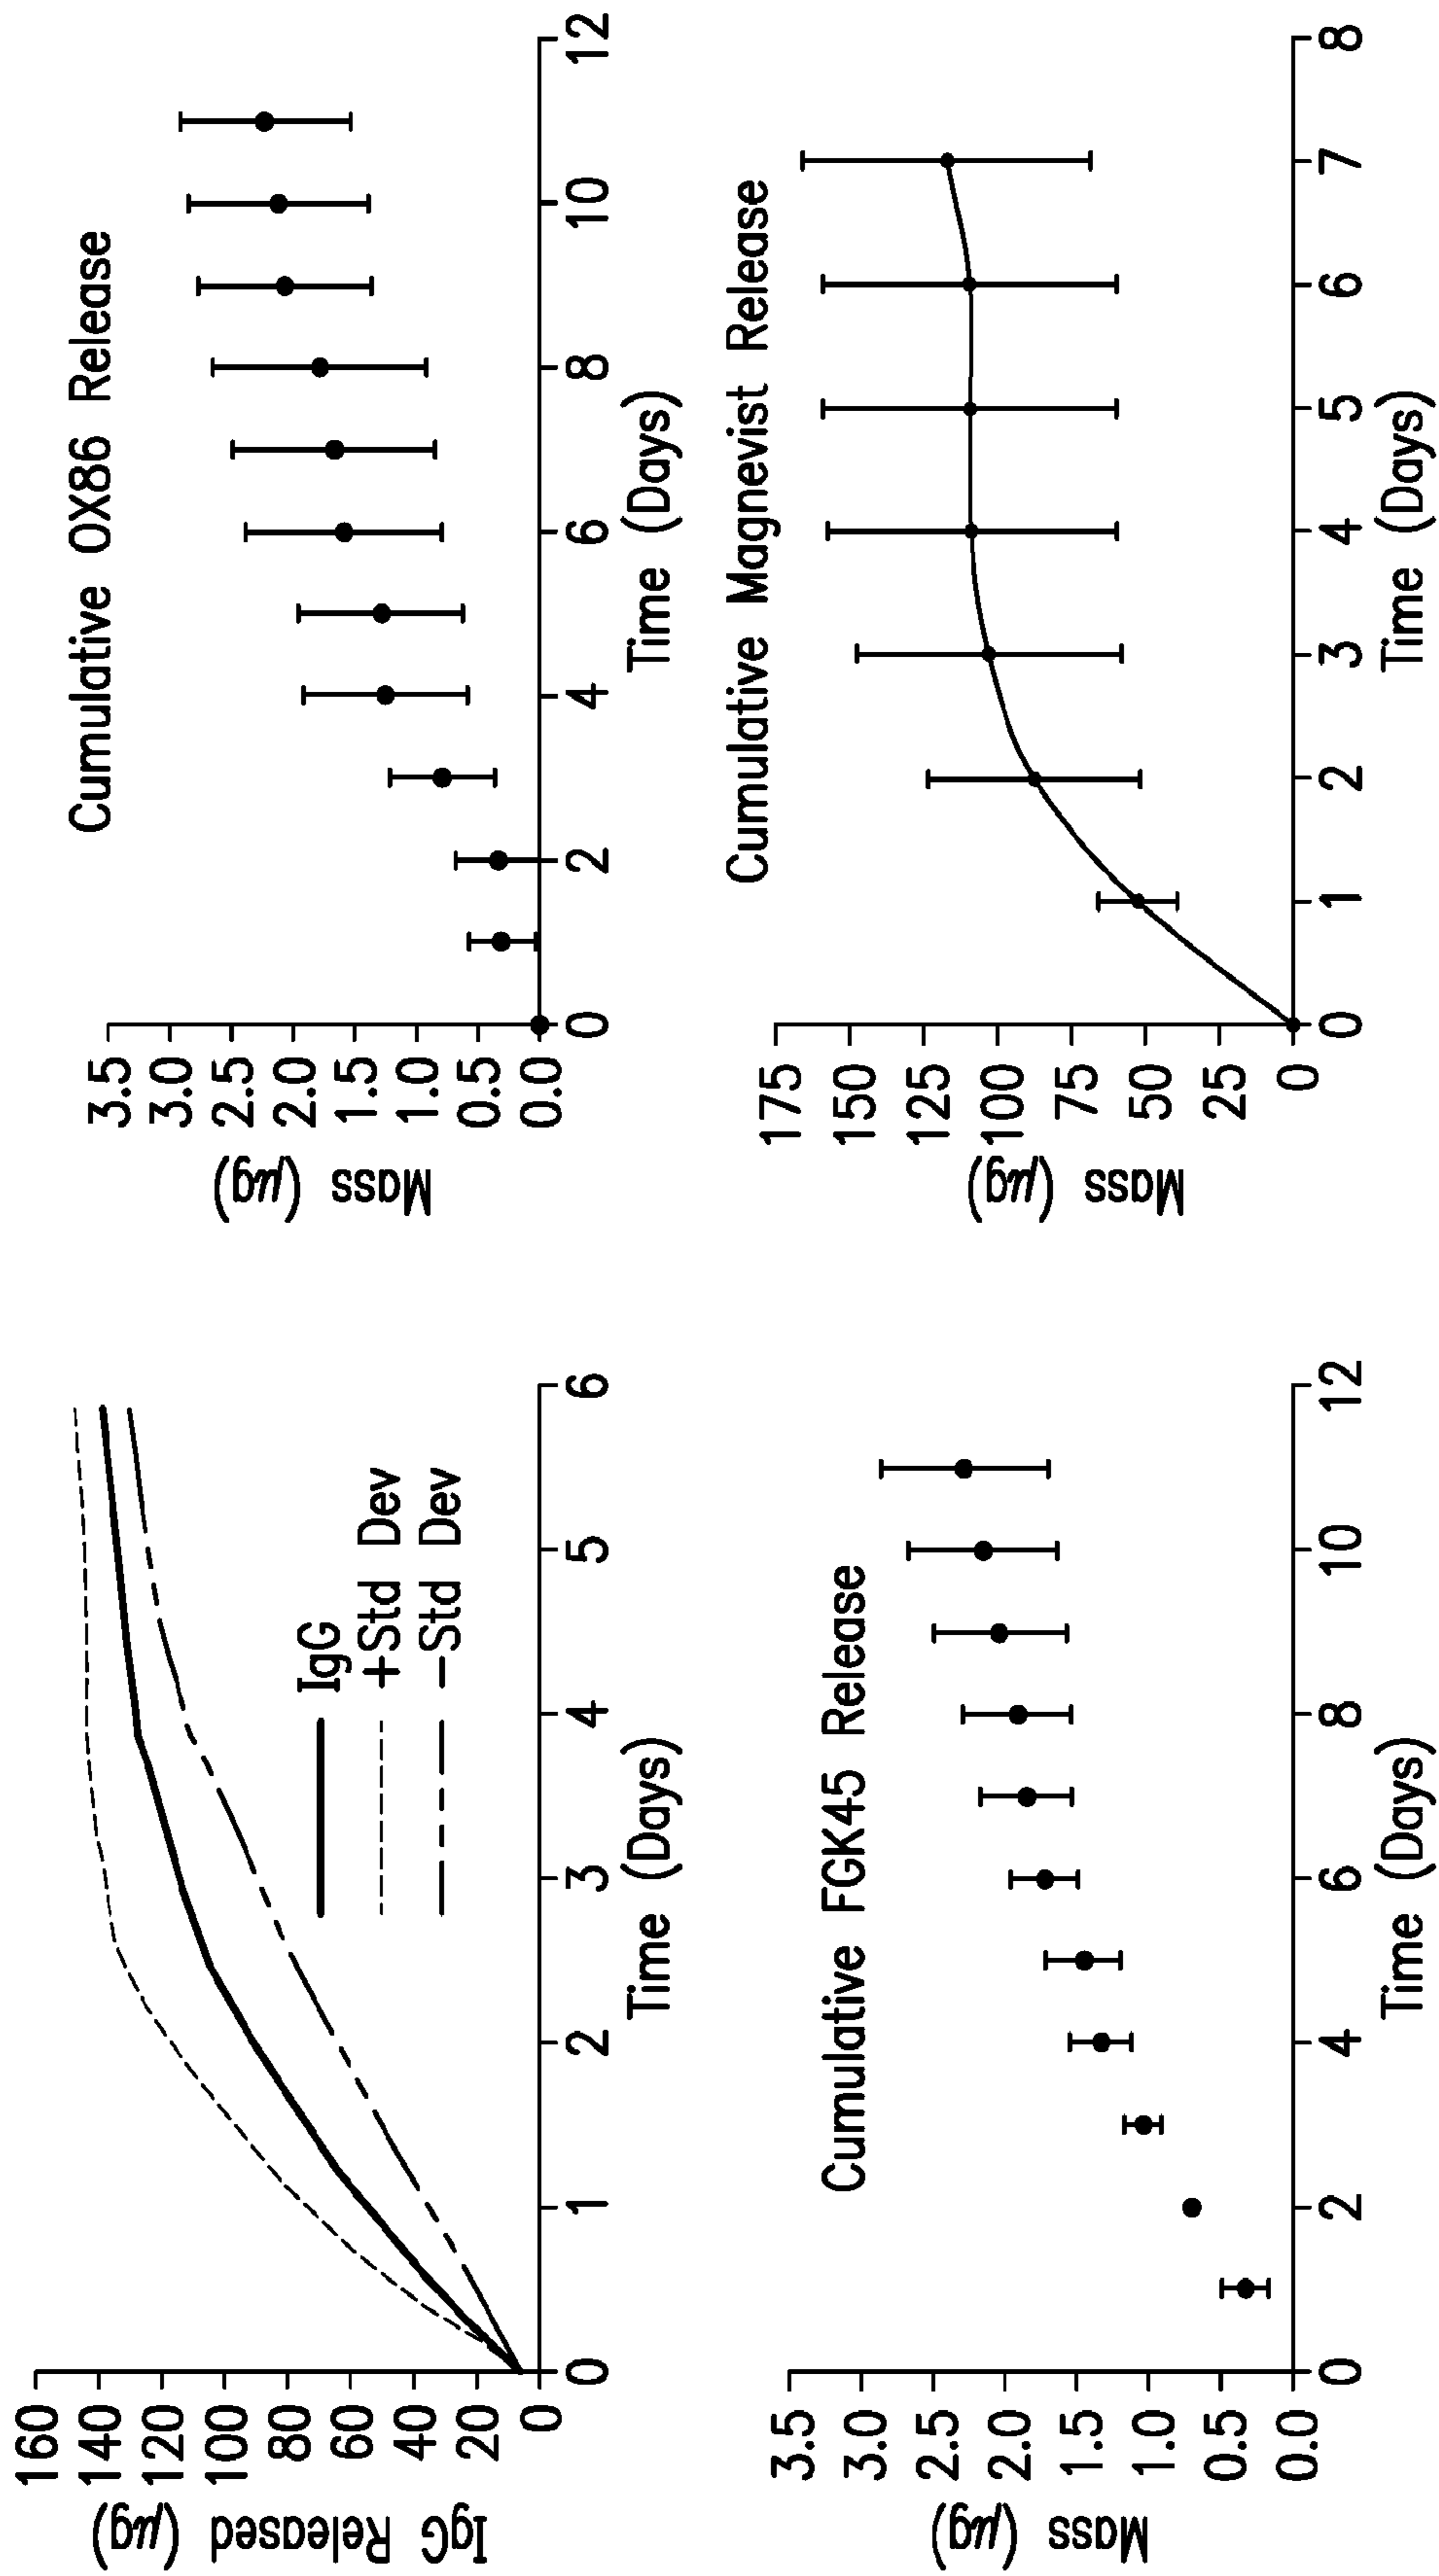 160
140
120
100
80
60
40
20
0
IgG Released (µg)
IgG
+Std Dev
−Std Dev
0 1 2 3 4 5 6
Time (Days)
Cumulative OX86 Release
3.5
3.0
2.5
2.0
1.5
1.0
0.5
0.0
Mass (µg)
0 2 4 6 8 10 12
Time (Days)
Cumulative FGK45 Release
3.5
3.0
2.5
2.0
1.5
1.0
0.5
0.0
Mass (µg)
0 2 4 6 8 10 12
Time (Days)
Cumulative Magnevist Release
175
150
125
100
75
50
25
0
Mass (µg)
0 1 2 3 4 5 6 7 8
Time (Days)